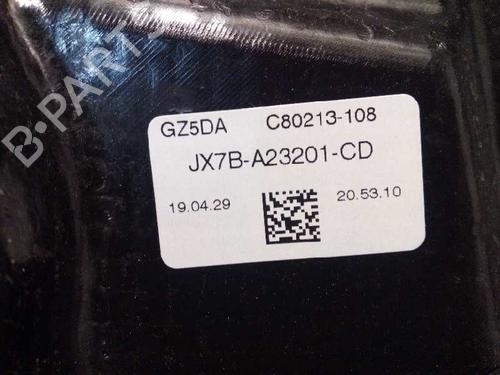 B-PARTS
GZ5DA C80213-108
JX7B-A23201-CD
19.04.29 20.53.10